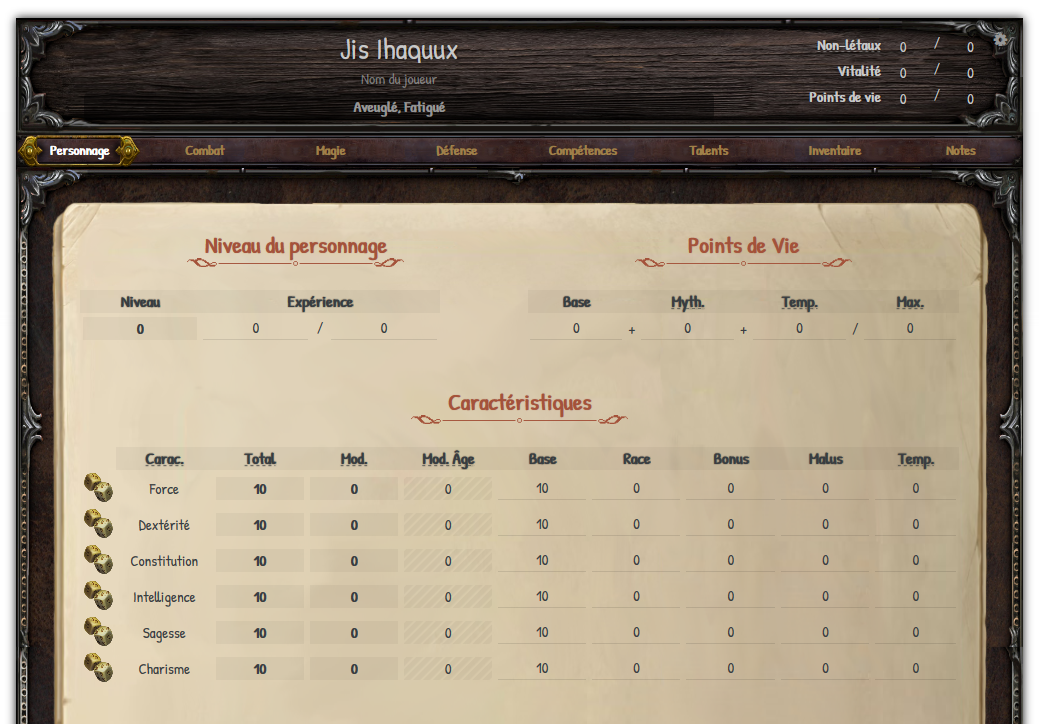 Jis Ihaquux
Nom du joueur
Aveuglé, Fatigué
Non-létaux 0 / 0
Vitalité 0 / 0
Points de vie 0 / 0
Personnage Combat Magie Défense Compétences Talents Inventaire Notes
Niveau du personnage
Niveau Expérience
0 0 / 0
Points de Vie
Base Myth. Temp. Max.
0 + 0 + 0 / 0
Caractéristiques
Carac. Total Mod. Mod. Âge Base Race Bonus Malus Temp.
Force 10 0 0 10 0 0 0 0
Dextérité 10 0 0 10 0 0 0 0
Constitution 10 0 0 10 0 0 0 0
Intelligence 10 0 0 10 0 0 0 0
Sagesse 10 0 0 10 0 0 0 0
Charisme 10 0 0 10 0 0 0 0